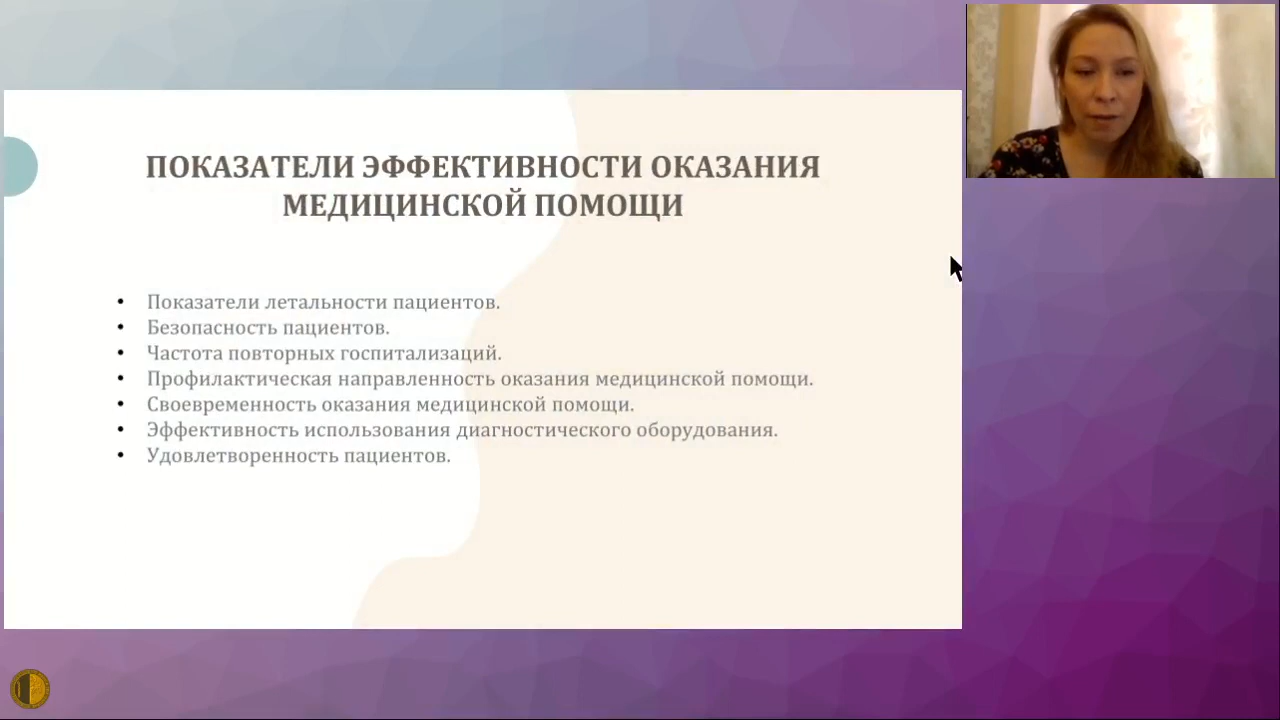 ПОКАЗАТЕЛИ ЭФФЕКТИВНОСТИ ОКАЗАНИЯ
МЕДИЦИНСКОЙ ПОМОЩИ
• Показатели летальности пациентов.
• Безопасность пациентов.
• Частота повторных госпитализаций.
• Профилактическая направленность оказания медицинской помощи.
• Своевременность оказания медицинской помощи.
• Эффективность использования диагностического оборудования.
• Удовлетворенность пациентов.